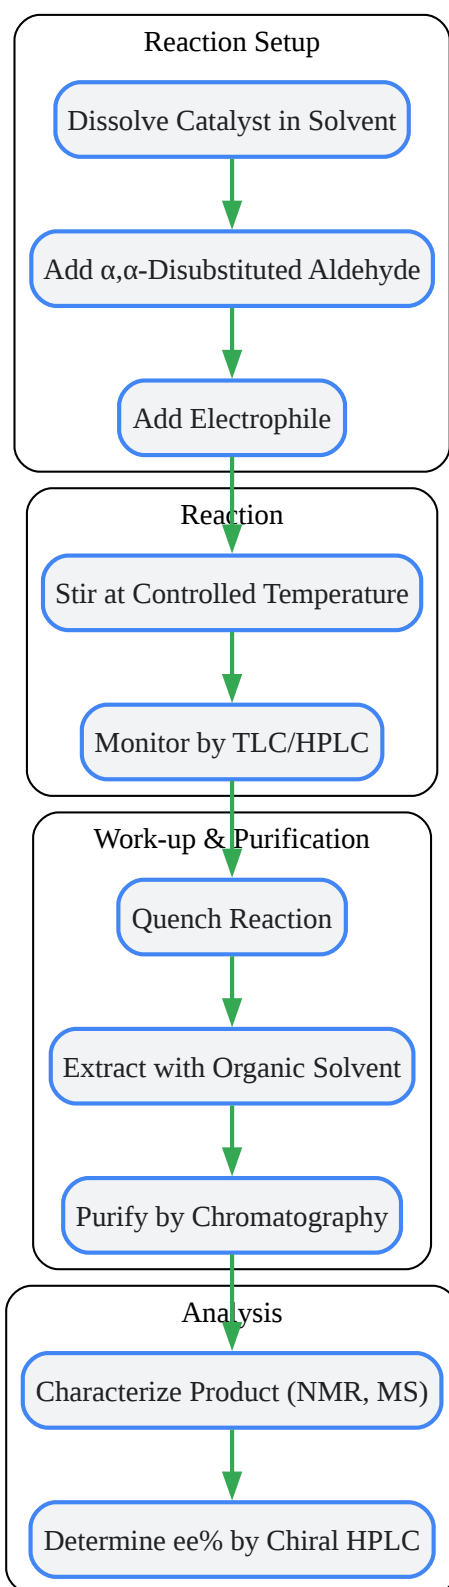 Reaction Setup
Dissolve Catalyst in Solvent
Add α,α-Disubstituted Aldehyde
Add Electrophile
Reaction
Stir at Controlled Temperature
Monitor by TLC/HPLC
Work-up & Purification
Quench Reaction
Extract with Organic Solvent
Purify by Chromatography
Analysis
Characterize Product (NMR, MS)
Determine ee% by Chiral HPLC